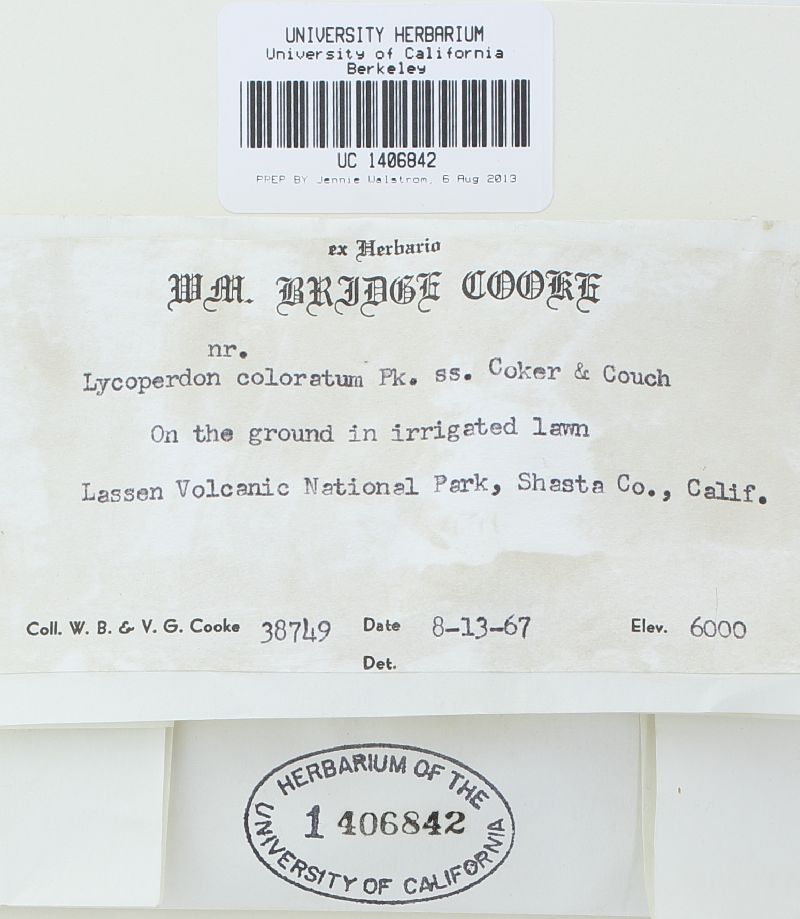 UNIVERSITY HERBARIUM
University of California
Berkeley
UC 1406842
PREP BY Jennie Walstrom, 6 Aug 2013
ex Herbario
WM. BRIDGE COOKE
nr.
Lycoperdon coloratum Pk. ss. Coker & Couch
On the ground in irrigated lawn
Lassen Volcanic National Park, Shasta Co., Calif.
Coll. W. B. & V. G. Cooke 38749 Date 8-13-67 Elev. 6000
Det.
HERBARIUM OF THE
1406842
UNIVERSITY OF CALIFORNIA